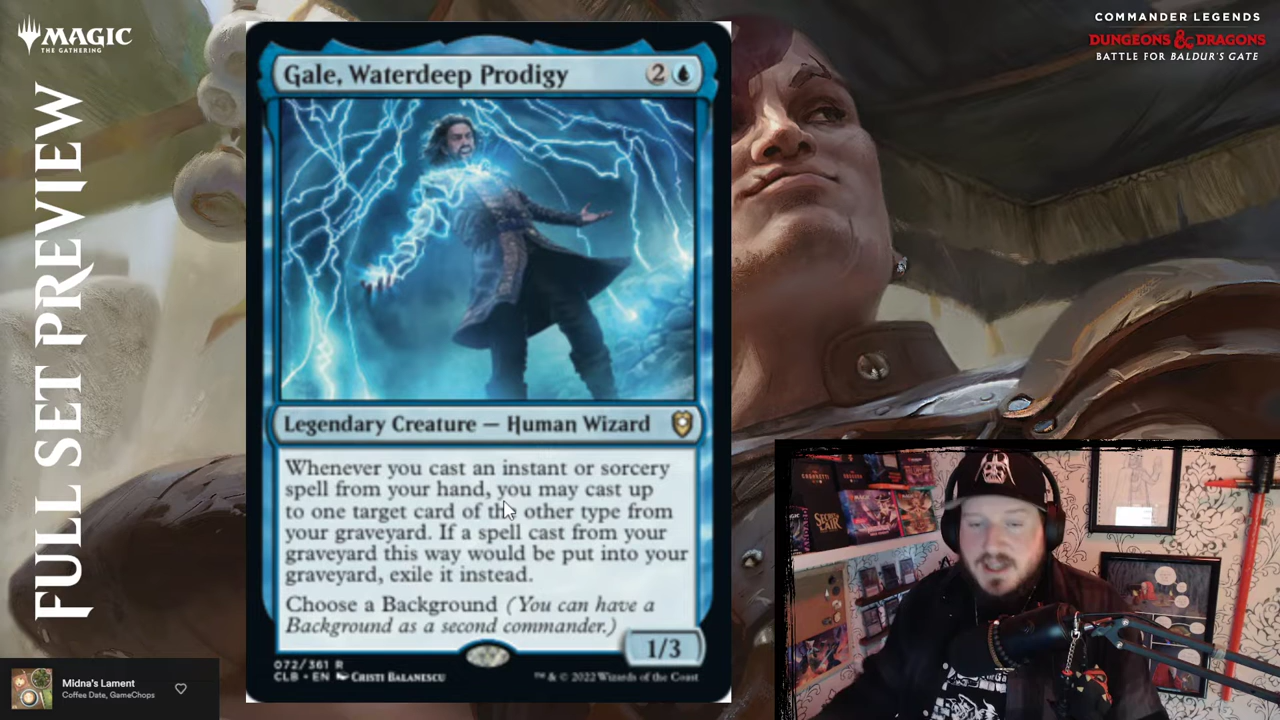 MAGIC
THE GATHERING
COMMANDER LEGENDS
DUNGEONS & DRAGONS
BATTLE FOR BALDUR'S GATE
FULL SET PREVIEW
Gale, Waterdeep Prodigy 2
Legendary Creature — Human Wizard
Whenever you cast an instant or sorcery
spell from your hand, you may cast up
to one target card of the other type from
your graveyard. If a spell cast from your
graveyard this way would be put into your
graveyard, exile it instead.
Choose a Background (You can have a
Background as a second commander.)
1/3
072/361 R
CLB • EN CRISTI BALANESCU
™ & © 2022 Wizards of the Coast
SECRET
LAIR
Midna's Lament
Coffee Date, GameChops